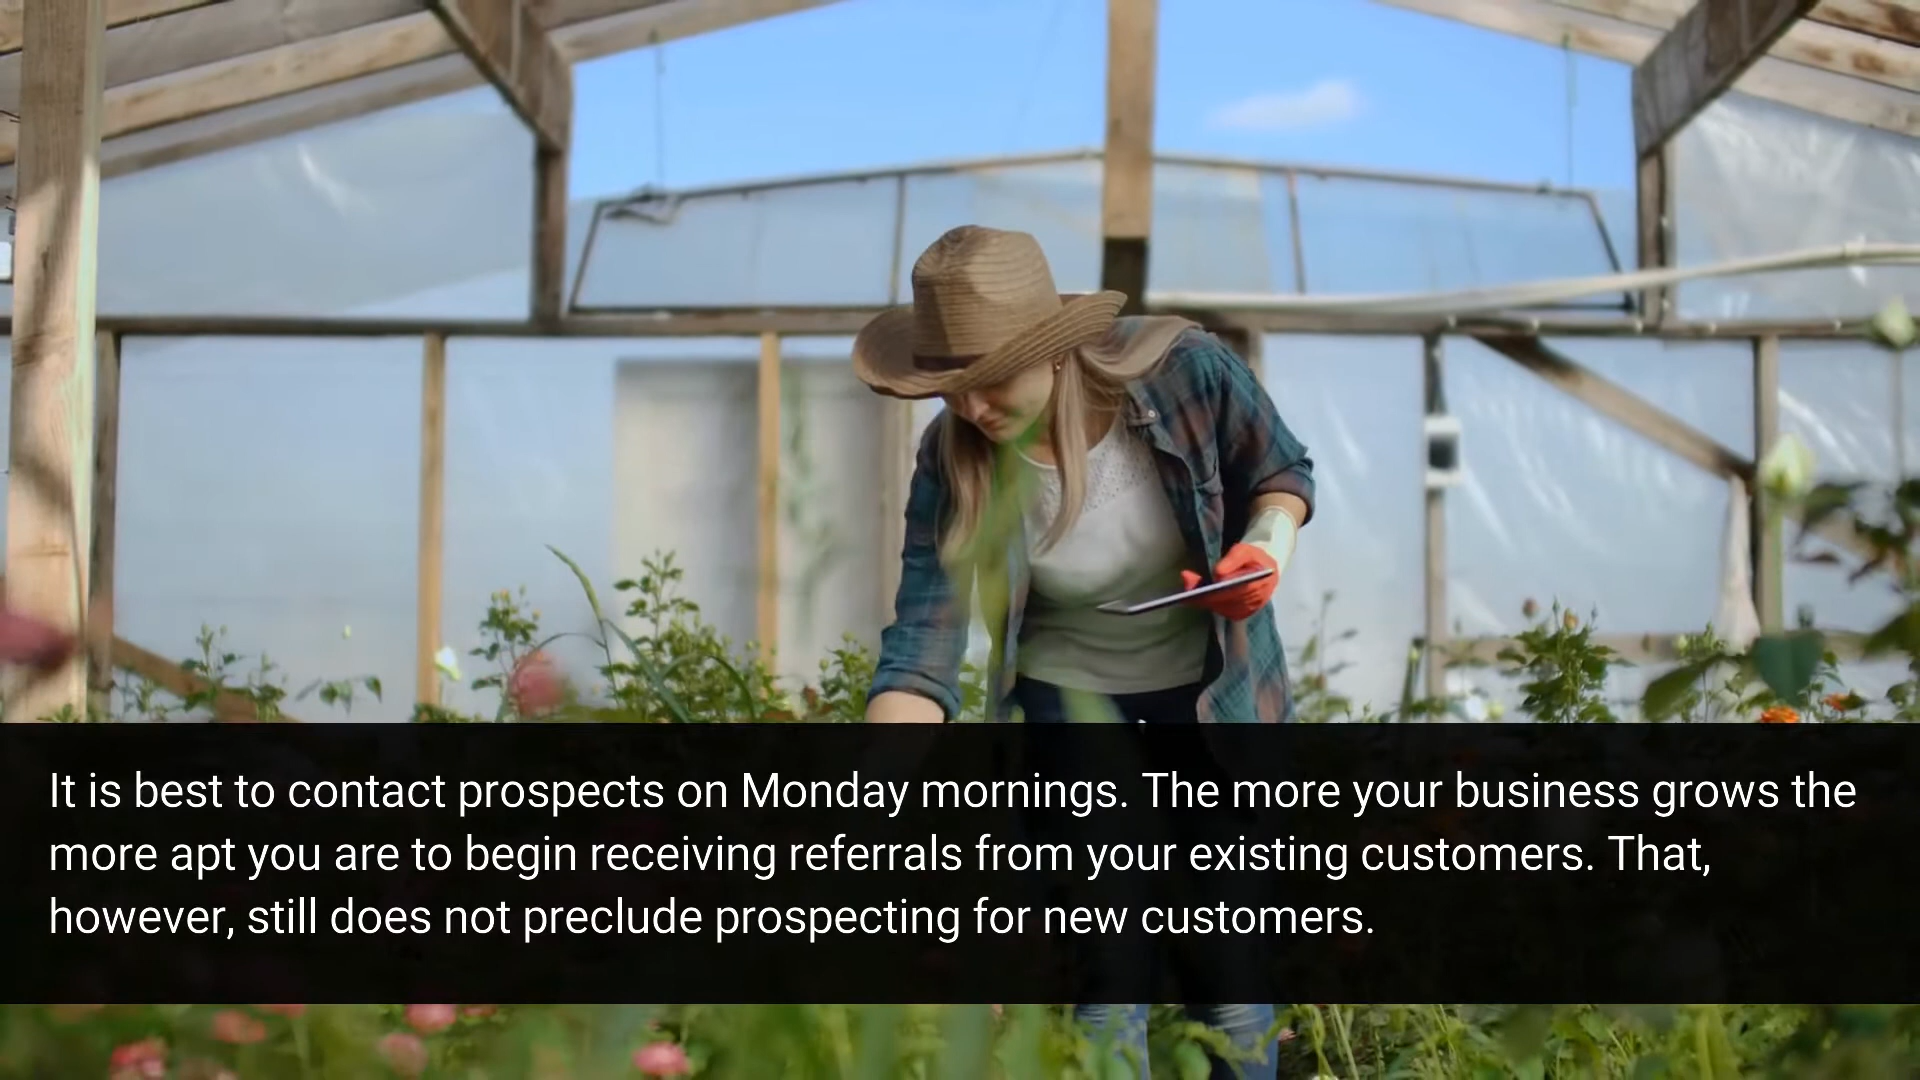 It is best to contact prospects on Monday mornings. The more your business grows the
more apt you are to begin receiving referrals from your existing customers. That,
however, still does not preclude prospecting for new customers.